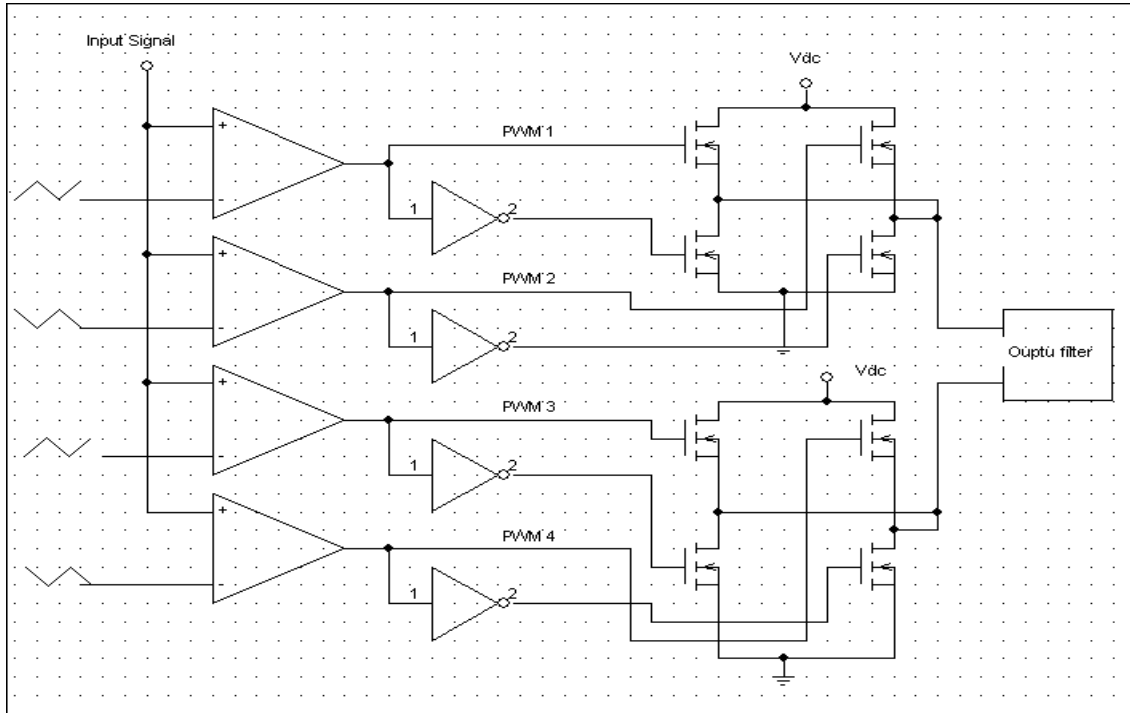 Input Signal
Vdc
+
PWM 1
-
1
2
+
PWM 2
-
1
2
Ouptu filter
Vdc
+
PWM 3
-
1
2
+
PWM 4
-
1
2